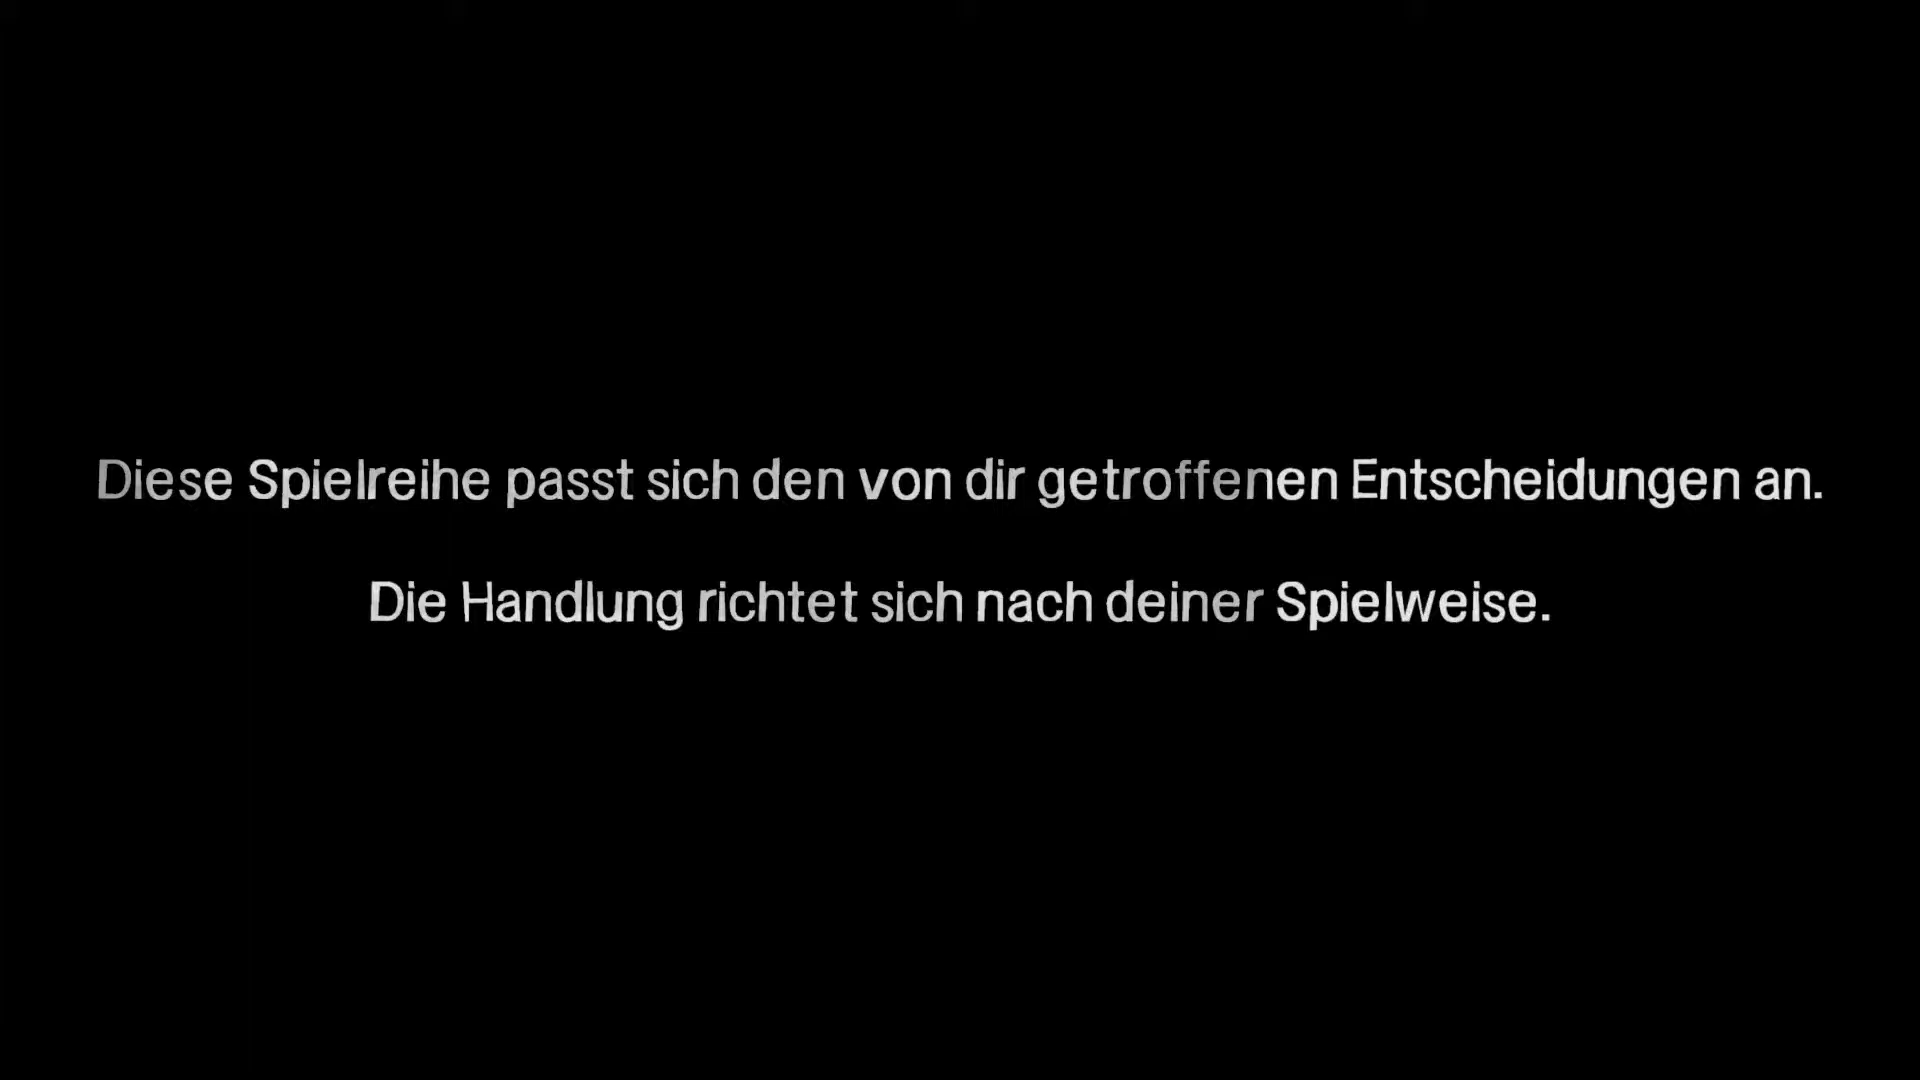 Diese Spielreihe passt sich den von dir getroffenen Entscheidungen an.
Die Handlung richtet sich nach deiner Spielweise.